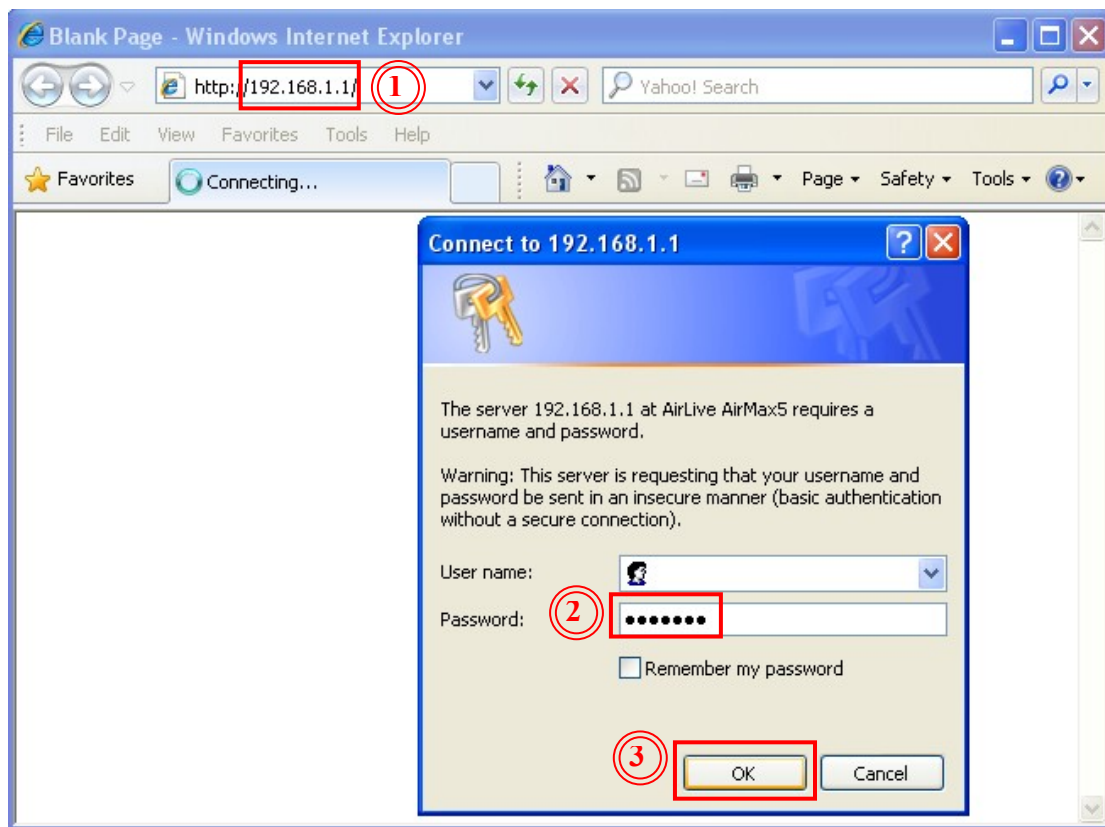 Blank Page - Windows Internet Explorer
http://192.168.1.1/ 1 Yahoo! Search
File Edit View Favorites Tools Help
Favorites Connecting... Page Safety Tools
Connect to 192.168.1.1
The server 192.168.1.1 at AirLive AirMax5 requires a
username and password.
Warning: This server is requesting that your username and
password be sent in an insecure manner (basic authentication
without a secure connection).
User name:
Password: 2 •••••••
Remember my password
3 OK Cancel